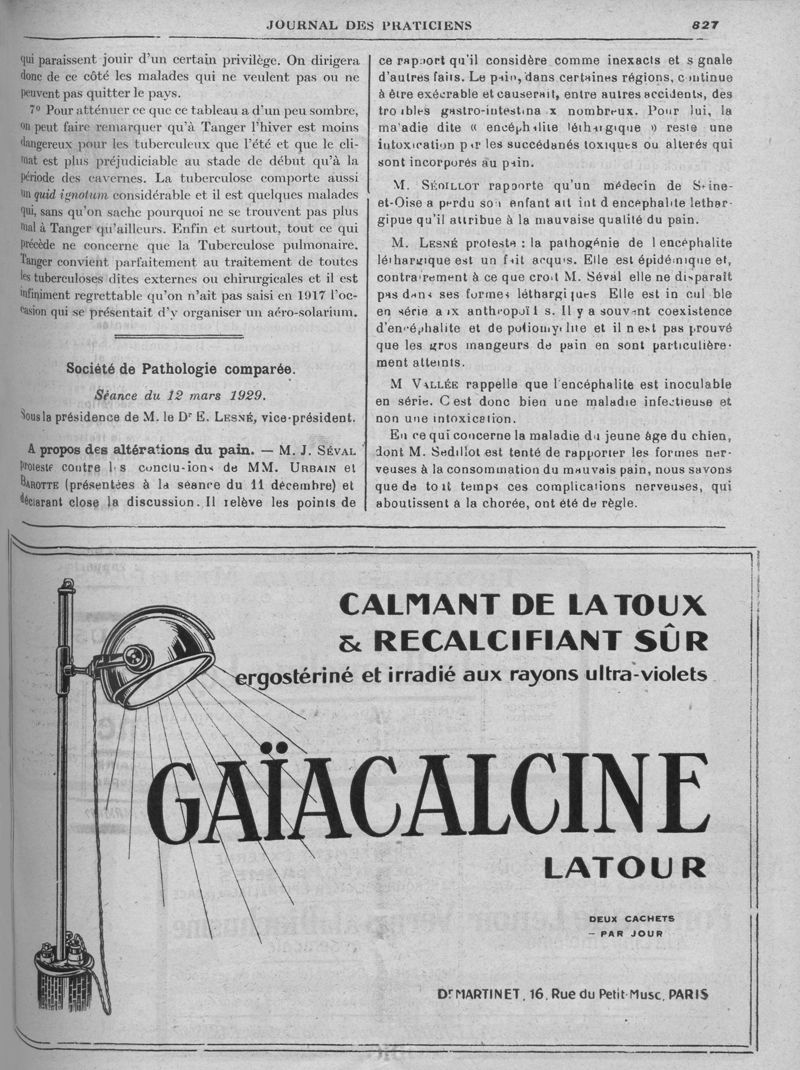 JOURNAL DES PRATICIENS 827
qui paraissent jouir d'un certain privilège. On dirigera
donc de ce côté les malades qui ne veulent pas ou ne
peuvent pas quitter le pays.
7º Pour atténuer ce que ce tableau a d'un peu sombre,
on peut faire remarquer qu'à Tanger l'hiver est moins
dangereux pour les tuberculeux que l'été et que le cli-
mat est plus préjudiciable au stade de début qu'à la
période des cavernes. La tuberculose comporte aussi
un quid ignotum considérable et il est quelques malades
qui, sans qu'on sache pourquoi ne se trouvent pas plus
mal à Tanger qu'ailleurs. Enfin et surtout, tout ce qui
précède ne concerne que la Tuberculose pulmonaire.
Tanger convient parfaitement au traitement de toutes
les tuberculoses dites externes ou chirurgicales et il est
infiniment regrettable qu'on n'ait pas saisi en 1917 l'oc-
casion qui se présentait d'y organiser un aéro-solarium.
Société de Pathologie comparée.
Séance du 12 mars 1929.
Sous la présidence de M. le Dr E. LESNÉ, vice-président.
A propos des altérations du pain. — M. J. SÉVAL
proteste contre les conclu-ions de MM. URBAIN et
BAROTTE (présentées à la séance du 11 décembre) et
déclarant close la discussion. Il relève les points de
ce rapport qu'il considère comme inexacts et s gnale
d'autres faits. Le pain, dans certaines régions, c ntinue
à être exécrable et causerait, entre autres accidents, des
tro ibles gastro-intestina x nombreux. Pour lui, la
ma'adie dite « encéphalite léthargique » reste une
intoxication par les succédanés toxiques ou altérés qui
sont incorporés au pain.
M. SÉDILLOT rapporte qu'un médecin de Seine-
et-Oise a perdu son enfant att int d encephalite lethar-
gique qu'il attribue à la mauvaise qualité du pain.
M. LESNÉ proteste : la pathogénie de l encéphalite
léthargique est un fait acquis. Elle est épidémique et,
contrairement à ce que croit M. Séval elle ne disparaît
pas dans ses formes léthargiques Elle est in cul ble
en série aux anthropoï l s. Il y a souvent coexistence
d'encéphalite et de poliomyélite et il n est pas prouvé
que les gros mangeurs de pain en sont particulière-
ment atteints.
M VALLÉE rappelle que l'encéphalite est inoculable
en série. C est donc bien une maladie infectieuse et
non une intoxication.
En ce qui concerne la maladie du jeune âge du chien,
dont M. Sedillot est tenté de rapporter les formes ner-
veuses à la consommation du mauvais pain, nous savons
que de tout temps ces complications nerveuses, qui
aboutissent à la chorée, ont été de règle.
CALMANT DE LA TOUX
& RECALCIFIANT SÛR
ergostériné et irradié aux rayons ultra-violets
GAÏACALCINE
LATOUR
DEUX CACHETS
– PAR JOUR
Dr MARTINET, 16, Rue du Petit-Musc, PARIS